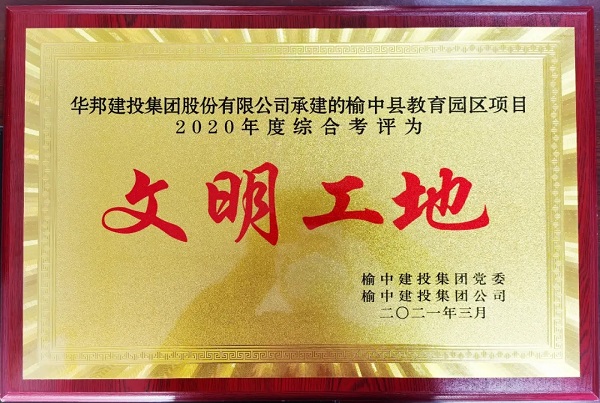 华邦建投集团股份有限公司承建的榆中县教育园区项目
2020年度综合考评为
文明工地
榆中建投集团党委
榆中建投集团公司
二〇二一年三月